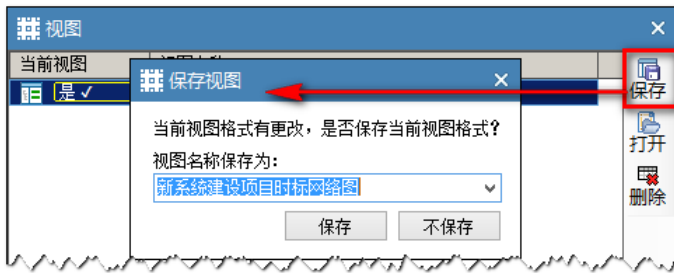 视图
当前视图
是✓
保存
打开
删除
保存视图
当前视图格式有更改，是否保存当前视图格式?
视图名称保存为:
新系统建设项目时标网络图
保存
不保存